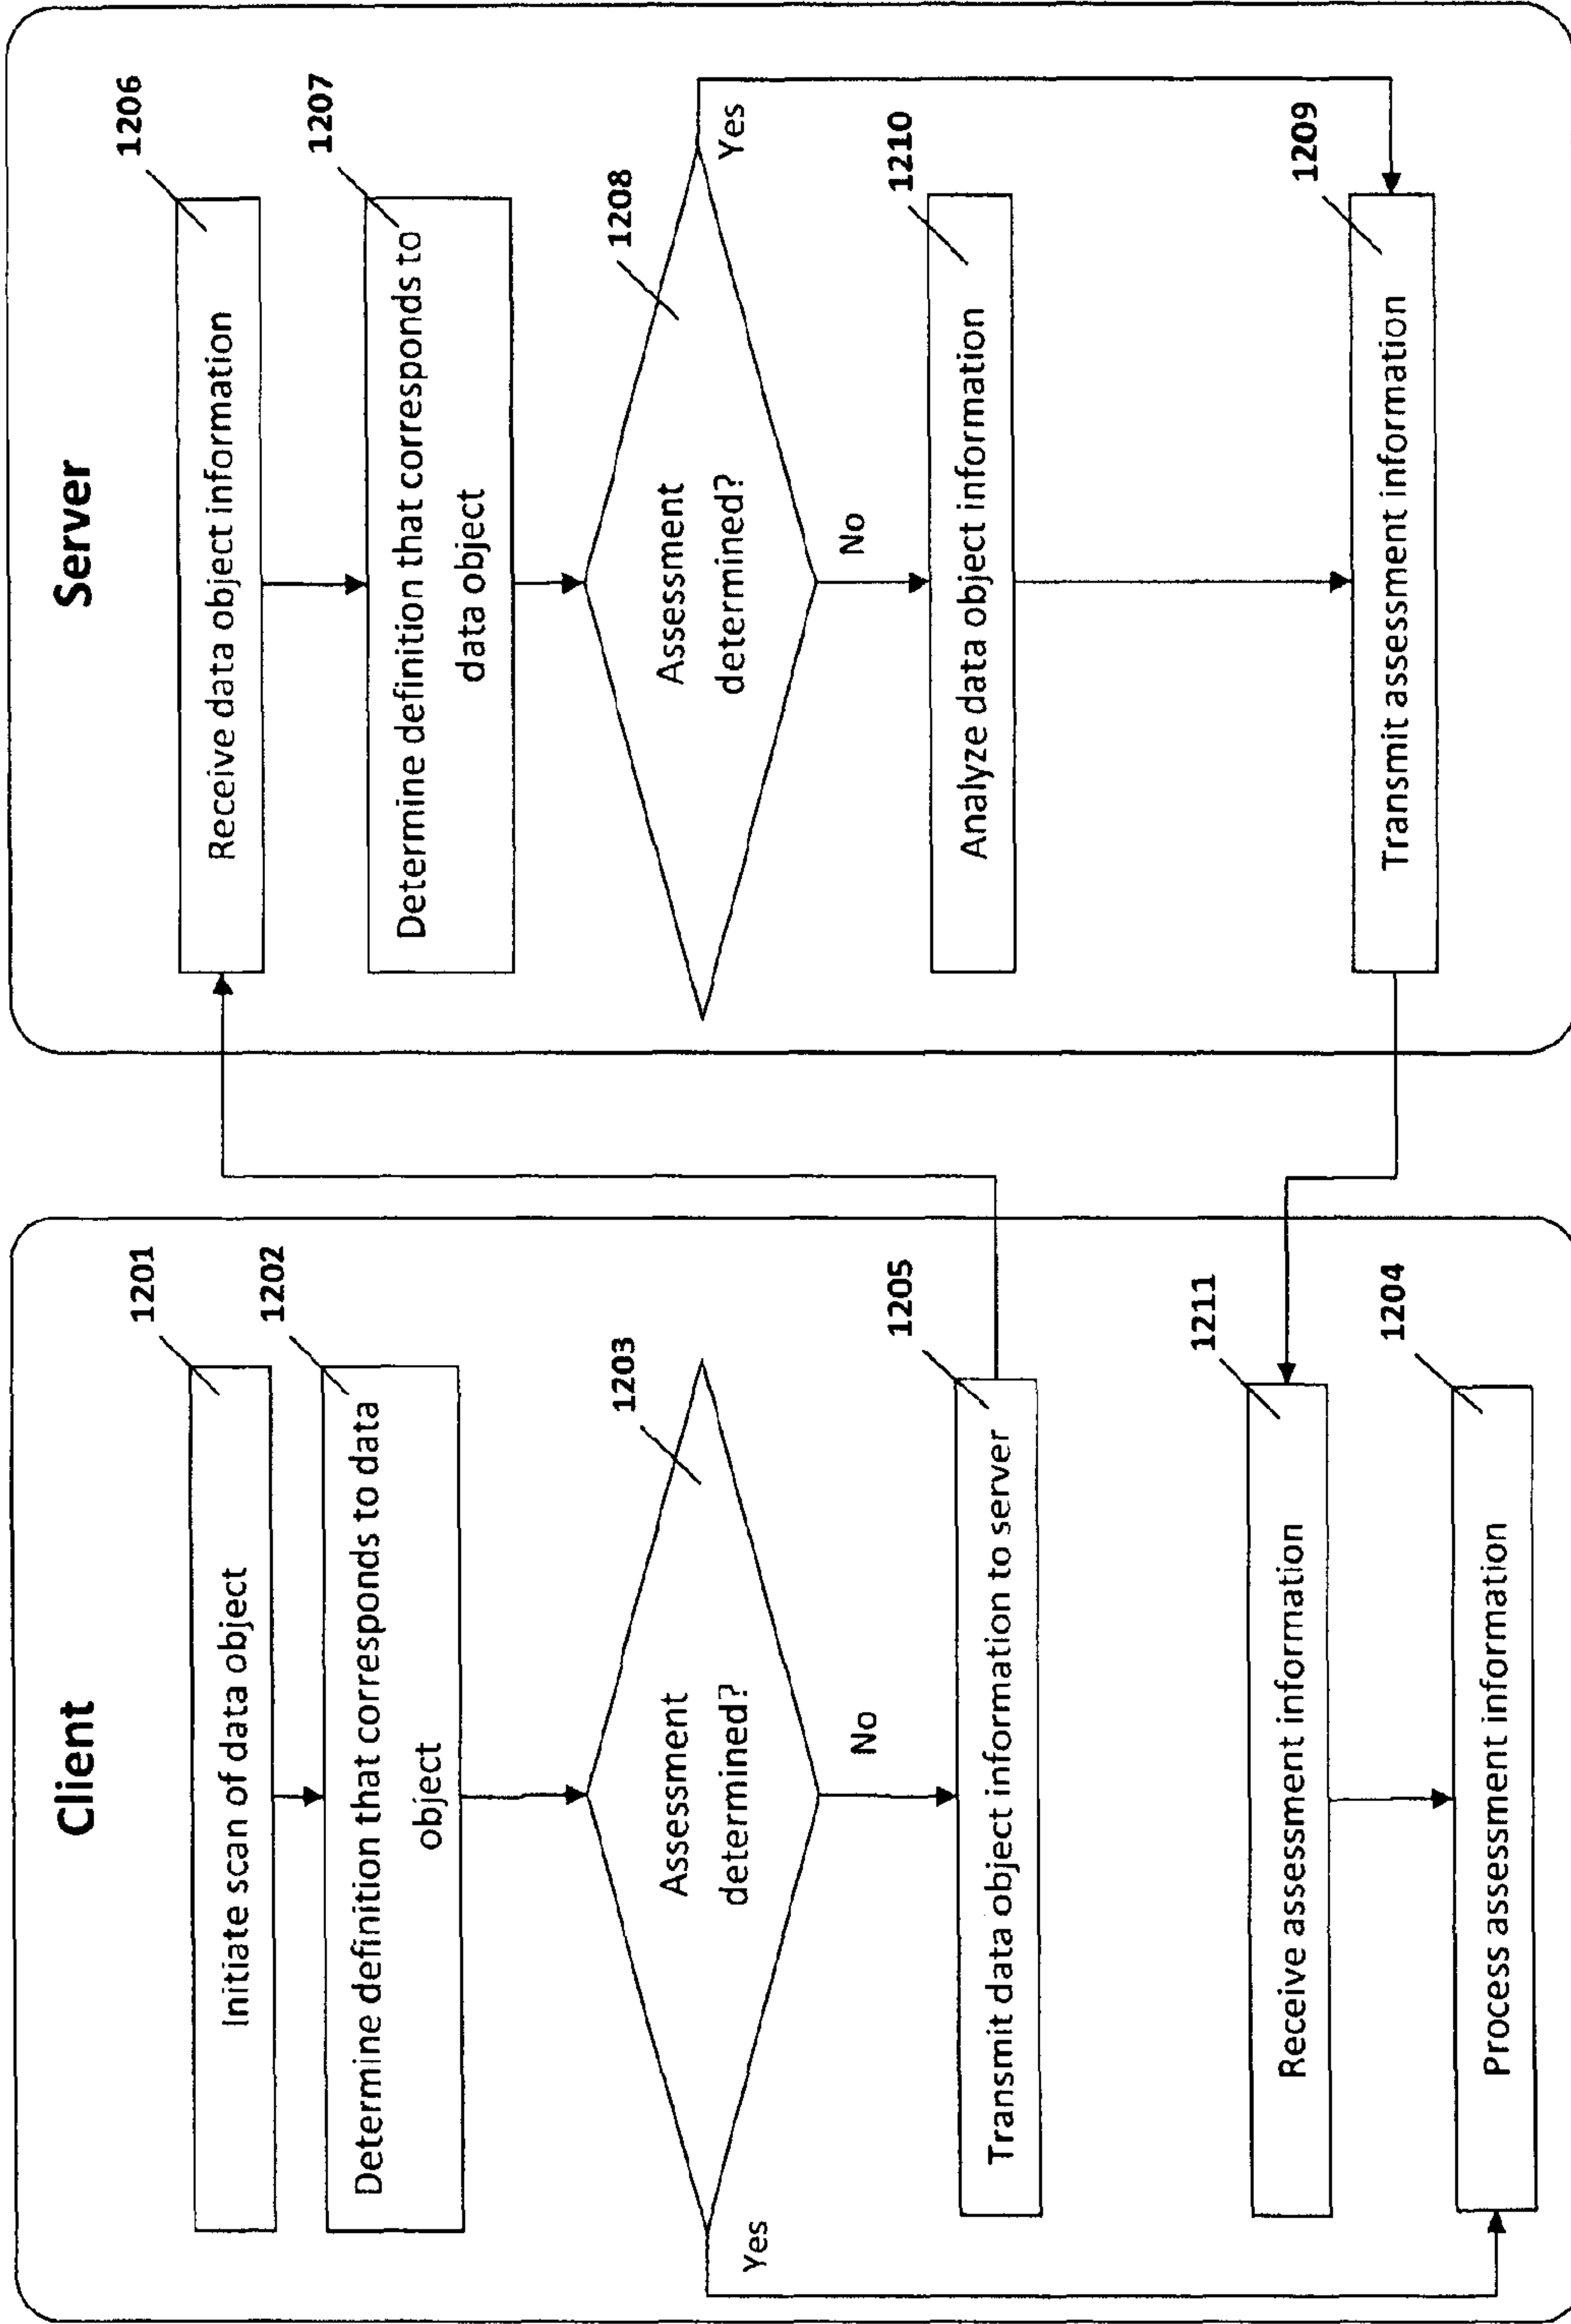 Client
1201
Initiate scan of data object
1202
Determine definition that corresponds to data
object
1203
Assessment
determined?
Yes
No
1205
Transmit data object information to server
1211
Receive assessment information
1204
Process assessment information
Server
1206
Receive data object information
1207
Determine definition that corresponds to
data object
1208
Assessment
determined?
Yes
No
1210
Analyze data object information
1209
Transmit assessment information